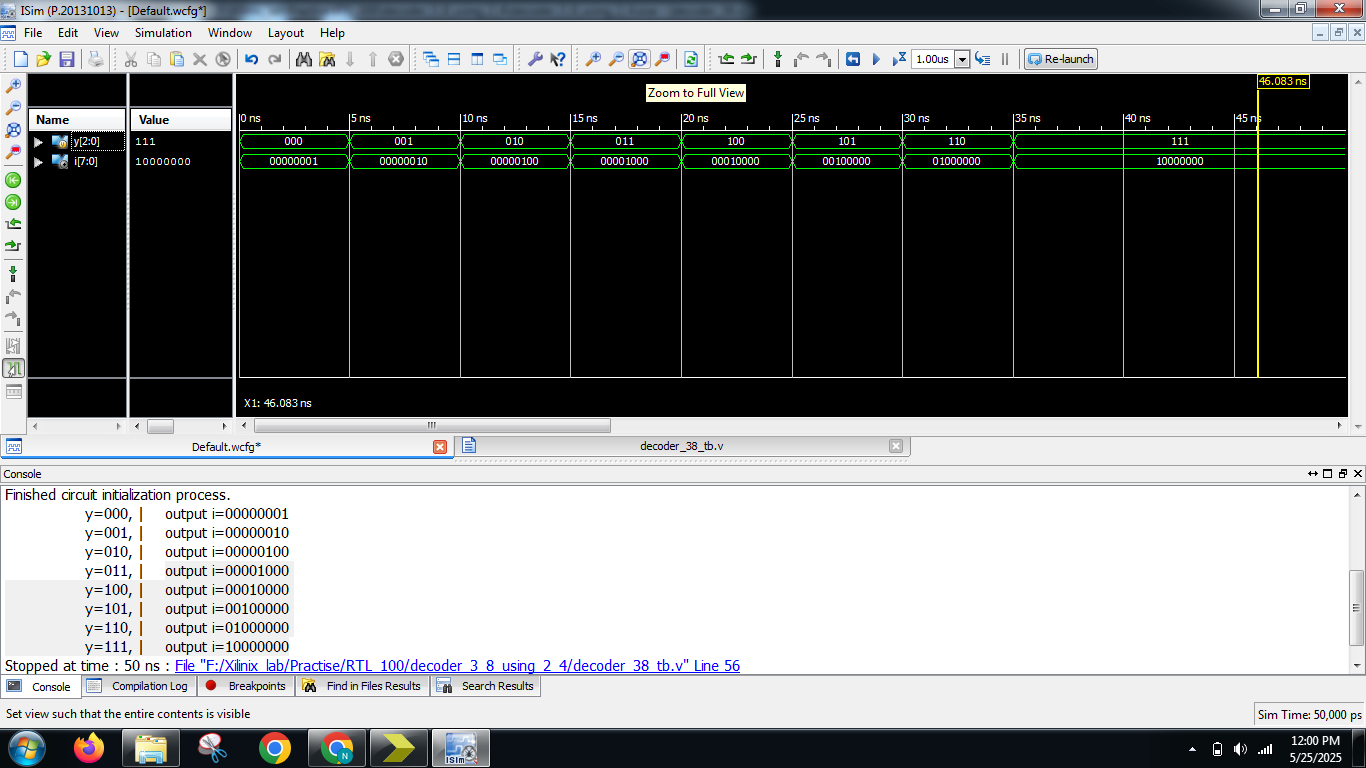 ISim (P.20131013) - [Default.wcfg*]
File Edit View Simulation Window Layout Help
1.00us Re-launch
46.083 ns
Zoom to Full View
Name Value
0 ns 5 ns 10 ns 15 ns 20 ns 25 ns 30 ns 35 ns 40 ns 45 ns
y[2:0] 111 000 001 010 011 100 101 110 111
i[7:0] 10000000 00000001 00000010 00000100 00001000 00010000 00100000 01000000 10000000
X1: 46.083 ns
Default.wcfg* decoder_38_tb.v
Console
Finished circuit initialization process.
y=000, | output i=00000001
y=001, | output i=00000010
y=010, | output i=00000100
y=011, | output i=00001000
y=100, | output i=00010000
y=101, | output i=00100000
y=110, | output i=01000000
y=111, | output i=10000000
Stopped at time : 50 ns : File "F:/Xilinix_lab/Practise/RTL_100/decoder_3_8_using_2_4/decoder_38_tb.v" Line 56
Console Compilation Log Breakpoints Find in Files Results Search Results
Set view such that the entire contents is visible
Sim Time: 50,000 ps
N
ISim
12:00 PM
5/25/2025